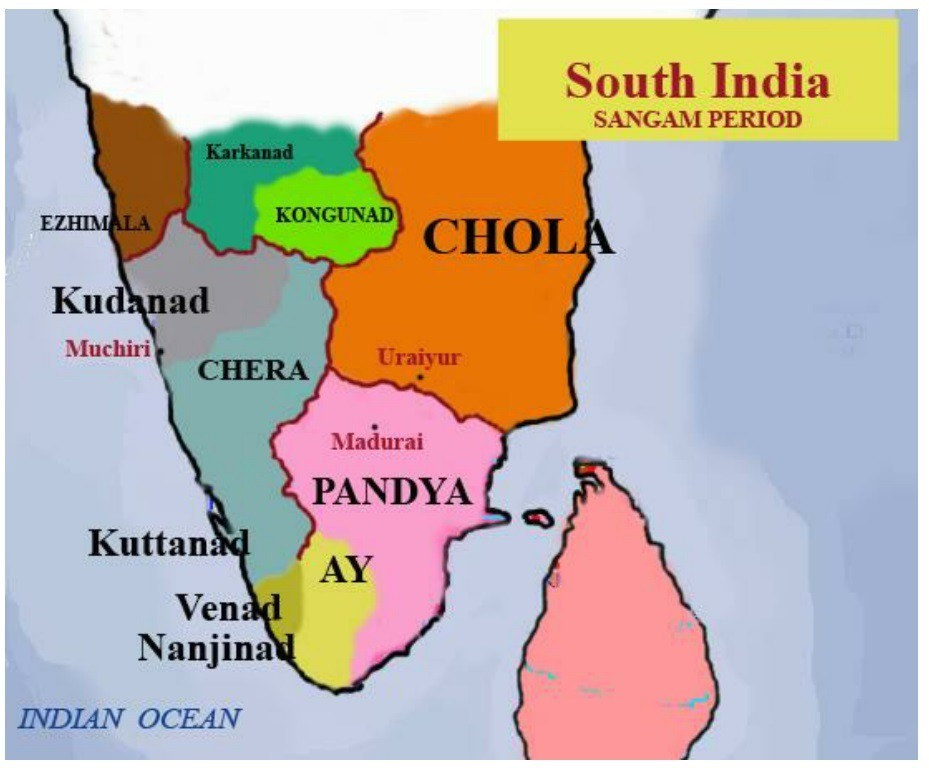 South India
SANGAM PERIOD
Karkanad
EZHIMALA
KONGUNAD
CHOLA
Kudanad
Muchiri
CHERA
Uraiyur
Madurai
PANDYA
Kuttanad
AY
Venad
Nanjinad
INDIAN OCEAN